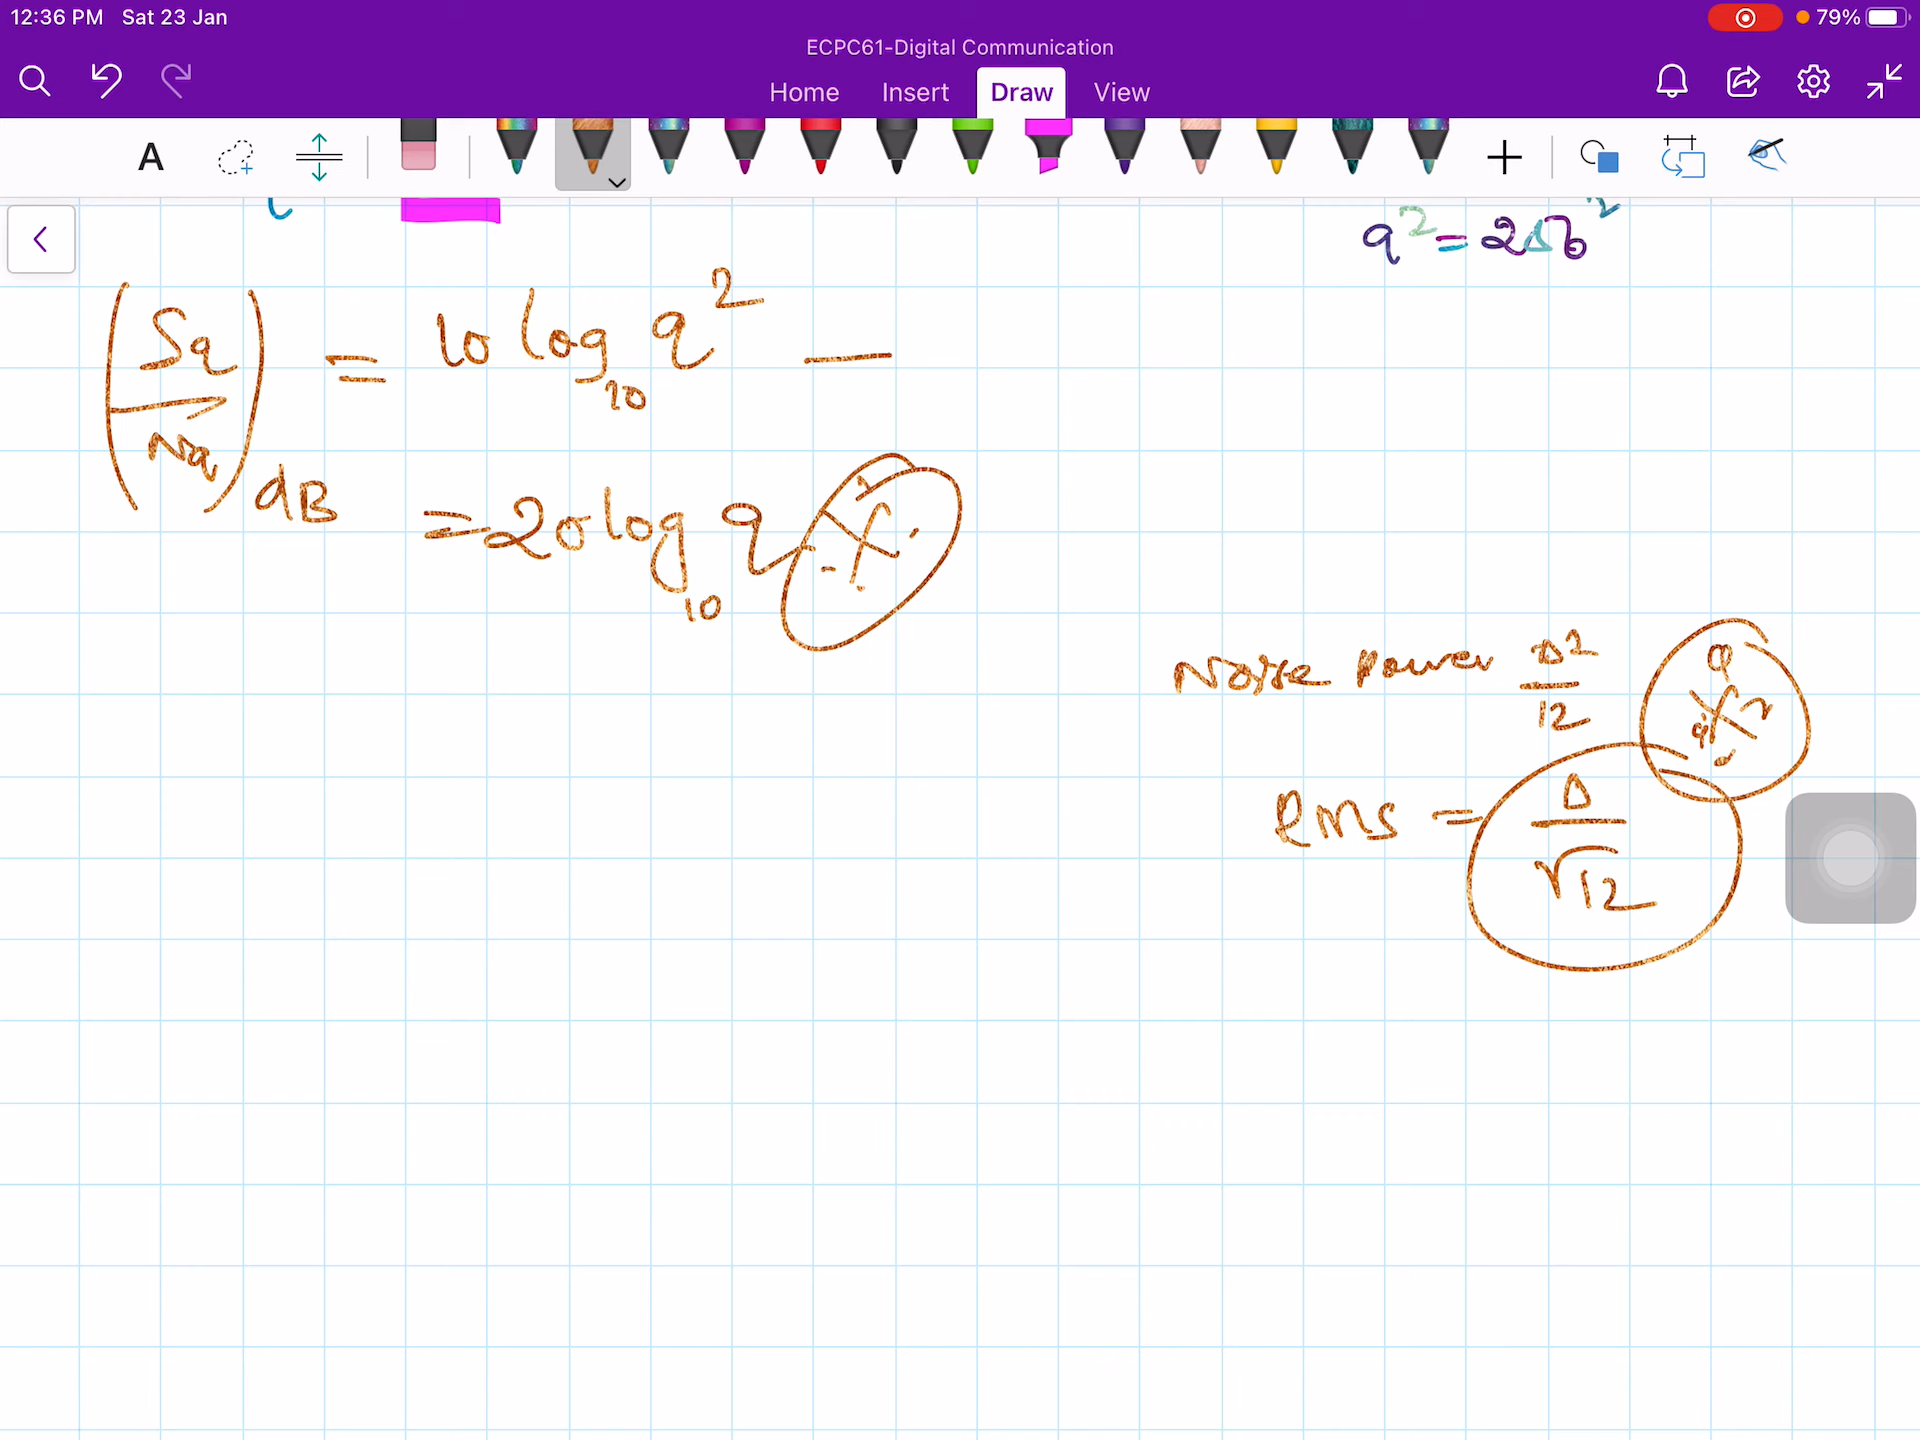 12:36 PM Sat 23 Jan
79%
ECPC61-Digital Communication
Home Insert Draw View
A
q² = 256²
(Sq/Nq)dB = 10 log₁₀ q² —
= 20 log₁₀ q
Noise Power Δ²/12
Rms = Δ/√12